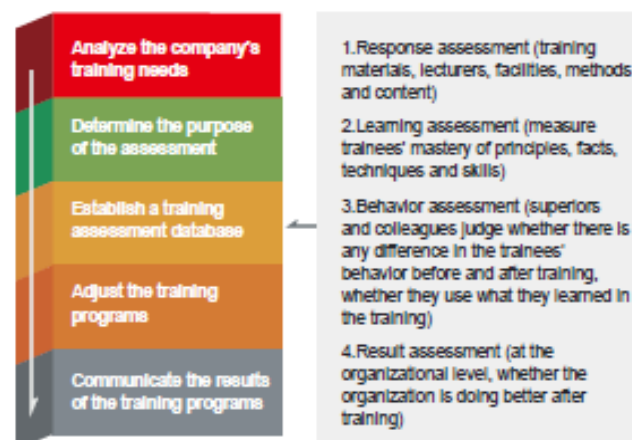 Analyze the company's
training needs
Determine the purpose
of the assessment
Establish a training
assessment database
Adjust the training
programs
Communicate the results
of the training programs
1.Response assessment (training
materials, lecturers, facilities, methods
and content)
2.Learning assessment (measure
trainees' mastery of principles, facts,
techniques and skills)
3.Behavior assessment (superiors
and colleagues judge whether there is
any difference in the trainees'
behavior before and after training,
whether they use what they learned in
the training)
4.Result assessment (at the
organizational level, whether the
organization is doing better after
training)